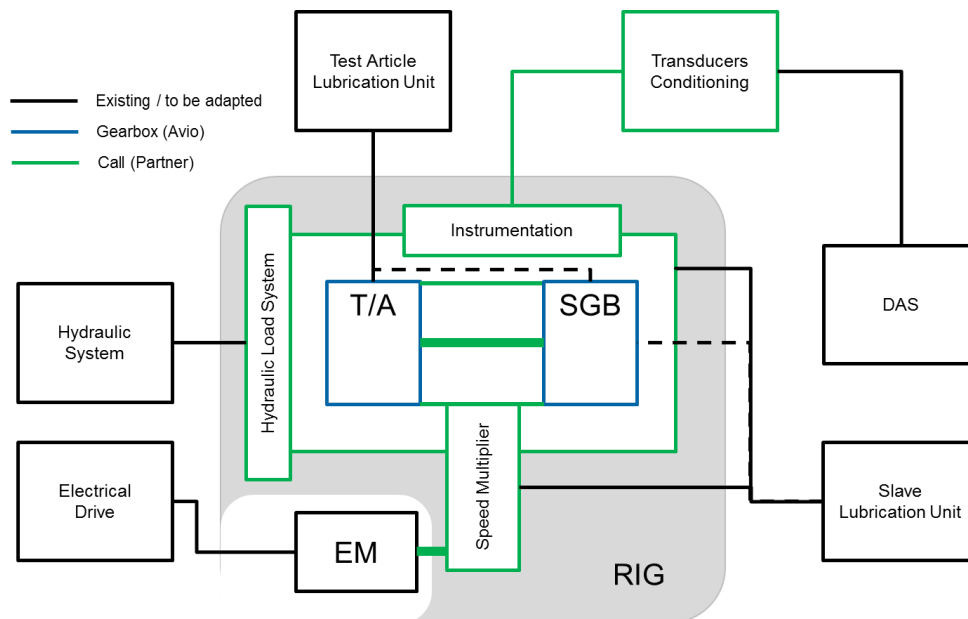 Test Article
Lubrication Unit
Transducers
Conditioning
Existing / to be adapted
Gearbox (Avio)
Call (Partner)
Instrumentation
Hydraulic Load System
T/A
SGB
DAS
Hydraulic
System
Speed Multiplier
Electrical
Drive
EM
Slave
Lubrication Unit
RIG